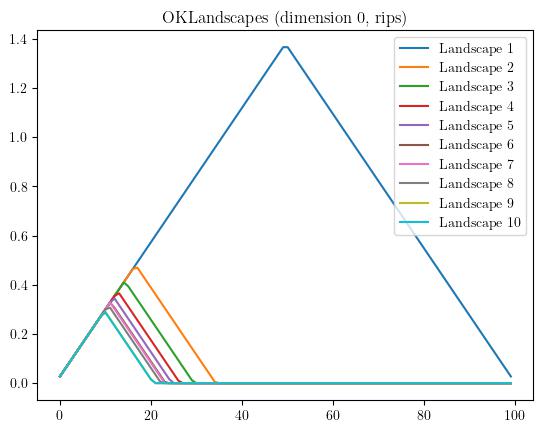 OKLandscapes (dimension 0, rips)
1.4
1.2
1.0
0.8
0.6
0.4
0.2
0.0
0 20 40 60 80 100
Landscape 1
Landscape 2
Landscape 3
Landscape 4
Landscape 5
Landscape 6
Landscape 7
Landscape 8
Landscape 9
Landscape 10